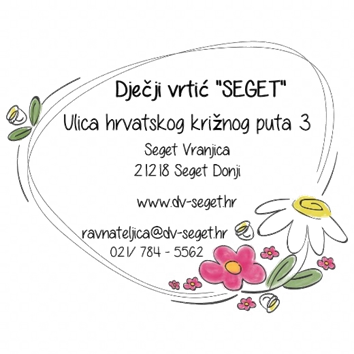 Dječji vrtić "SEGET"
Ulica hrvatskog križnog puta 3
Seget Vranjica
21218 Seget Donji
www.dv-seget.hr
ravnateljica@dv-seget.hr
021/ 784 - 5562